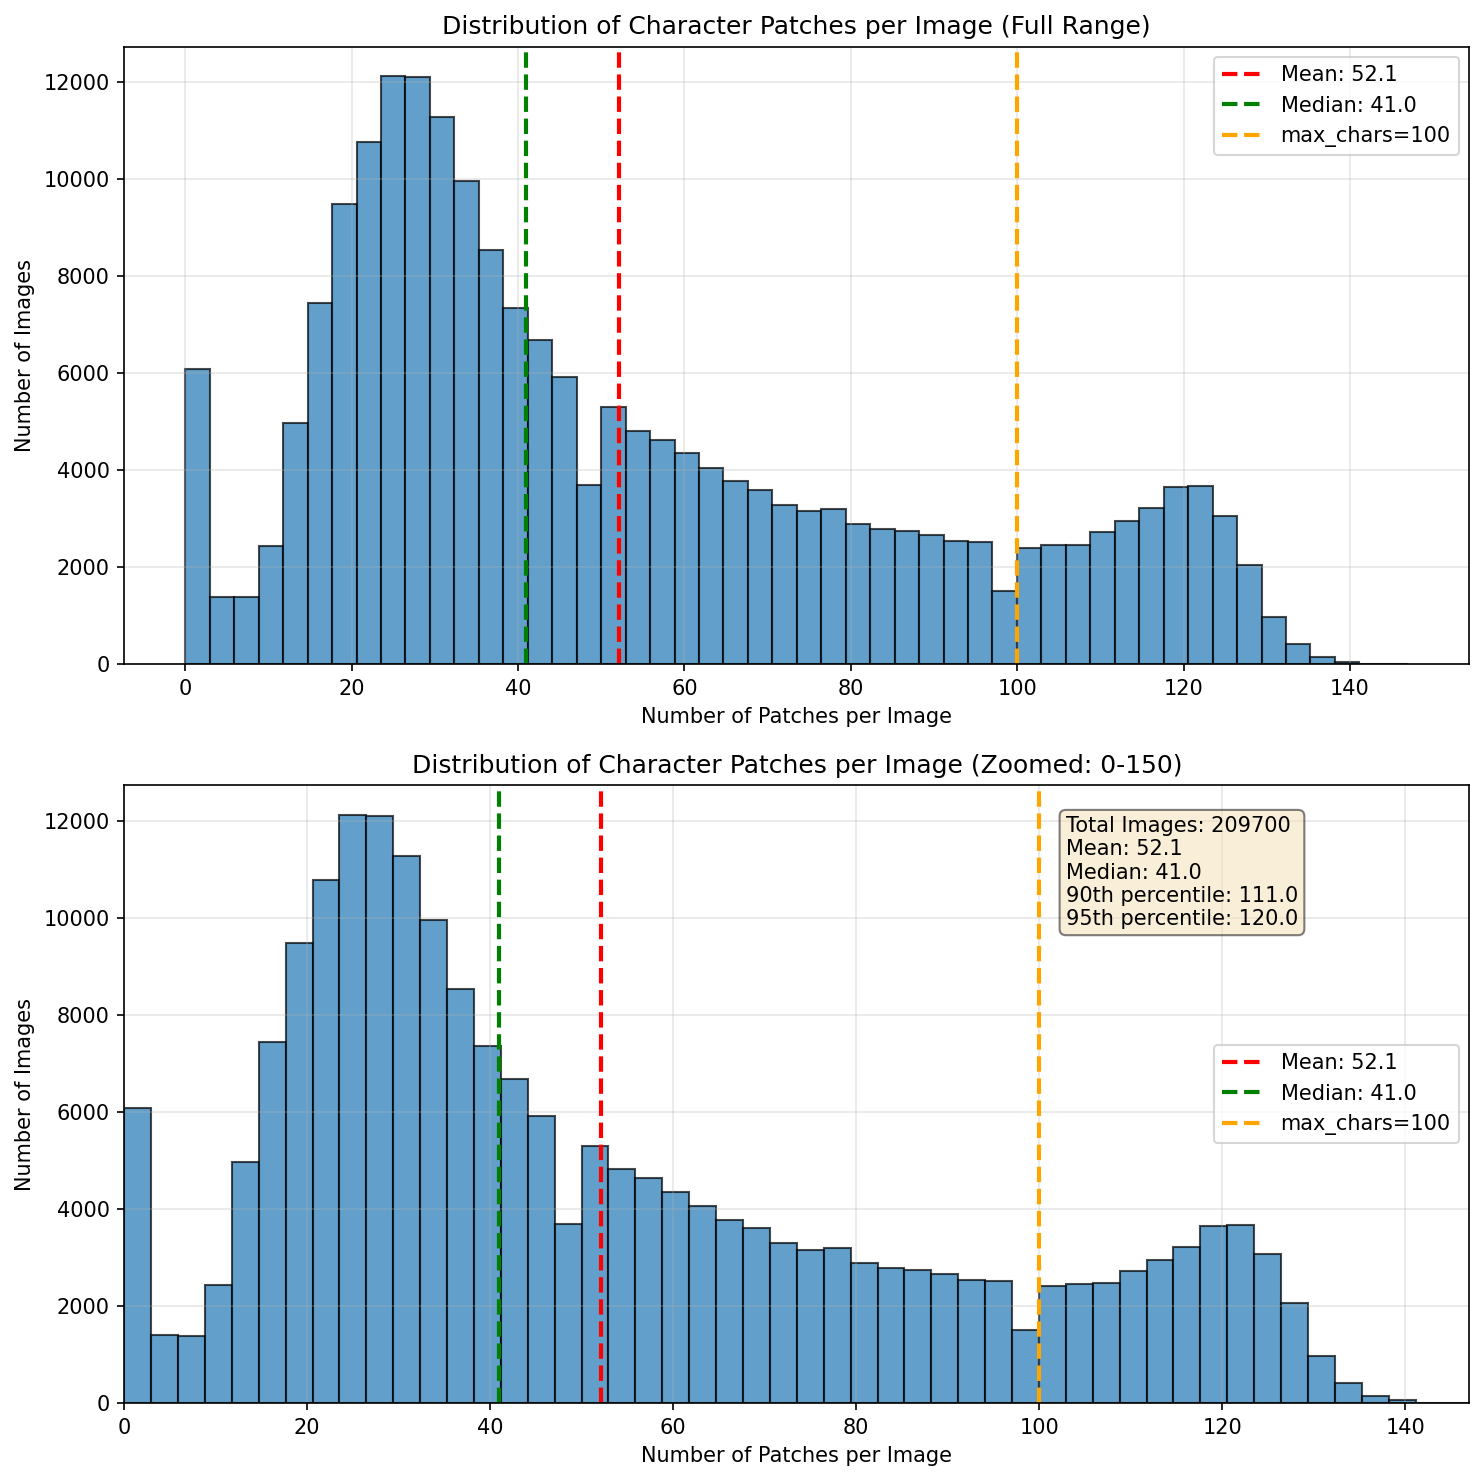 Distribution of Character Patches per Image (Full Range)
Mean: 52.1
Median: 41.0
max_chars=100
Number of Images
12000
10000
8000
6000
4000
2000
0
0 20 40 60 80 100 120 140
Number of Patches per Image
Distribution of Character Patches per Image (Zoomed: 0-150)
Total Images: 209700
Mean: 52.1
Median: 41.0
90th percentile: 111.0
95th percentile: 120.0
Mean: 52.1
Median: 41.0
max_chars=100
Number of Images
12000
10000
8000
6000
4000
2000
0
0 20 40 60 80 100 120 140
Number of Patches per Image